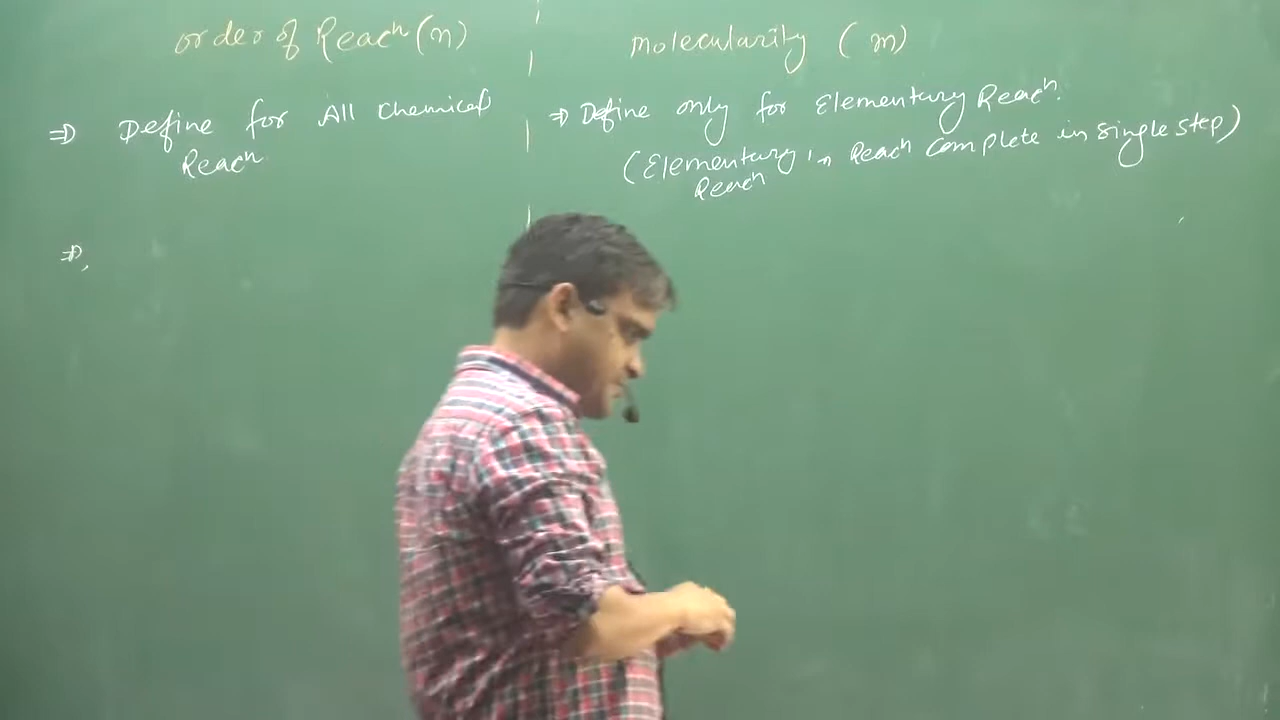 order of Reacⁿ (n)
⇒ Define for All Chemical
Reacⁿ
⇒
Molecularity (m)
⇒ Define only for Elementary Reacⁿ.
(Elementary ,, Reacⁿ Complete in single step)
Reacⁿ